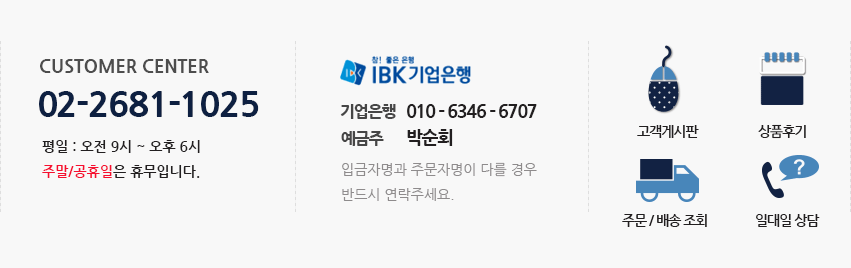 CUSTOMER CENTER
02-2681-1025
평일 : 오전 9시 ~ 오후 6시
주말/공휴일은 휴무입니다.
참! 좋은 은행
IBK기업은행
기업은행 010 - 6346 - 6707
예금주 박순회
입금자명과 주문자명이 다를 경우
반드시 연락주세요.
고객게시판
상품후기
?
주문 / 배송 조회
일대일 상담